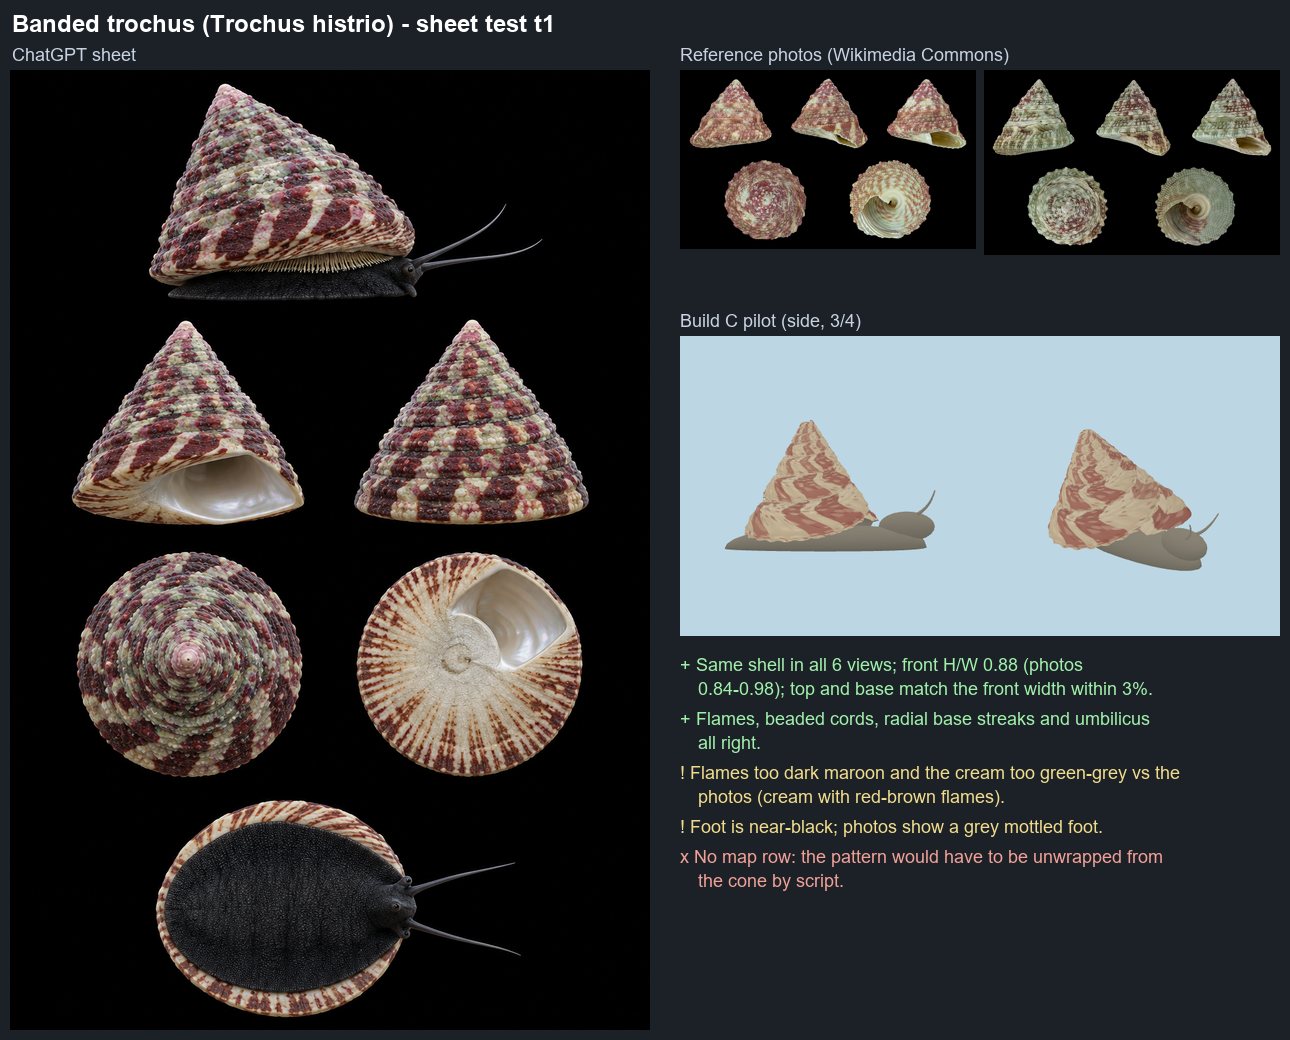 Banded trochus (Trochus histrio) - sheet test t1
ChatGPT sheet
Reference photos (Wikimedia Commons)
Build C pilot (side, 3/4)
+ Same shell in all 6 views; front H/W 0.88 (photos
0.84-0.98); top and base match the front width within 3%.
+ Flames, beaded cords, radial base streaks and umbilicus
all right.
! Flames too dark maroon and the cream too green-grey vs the
photos (cream with red-brown flames).
! Foot is near-black; photos show a grey mottled foot.
x No map row: the pattern would have to be unwrapped from
the cone by script.